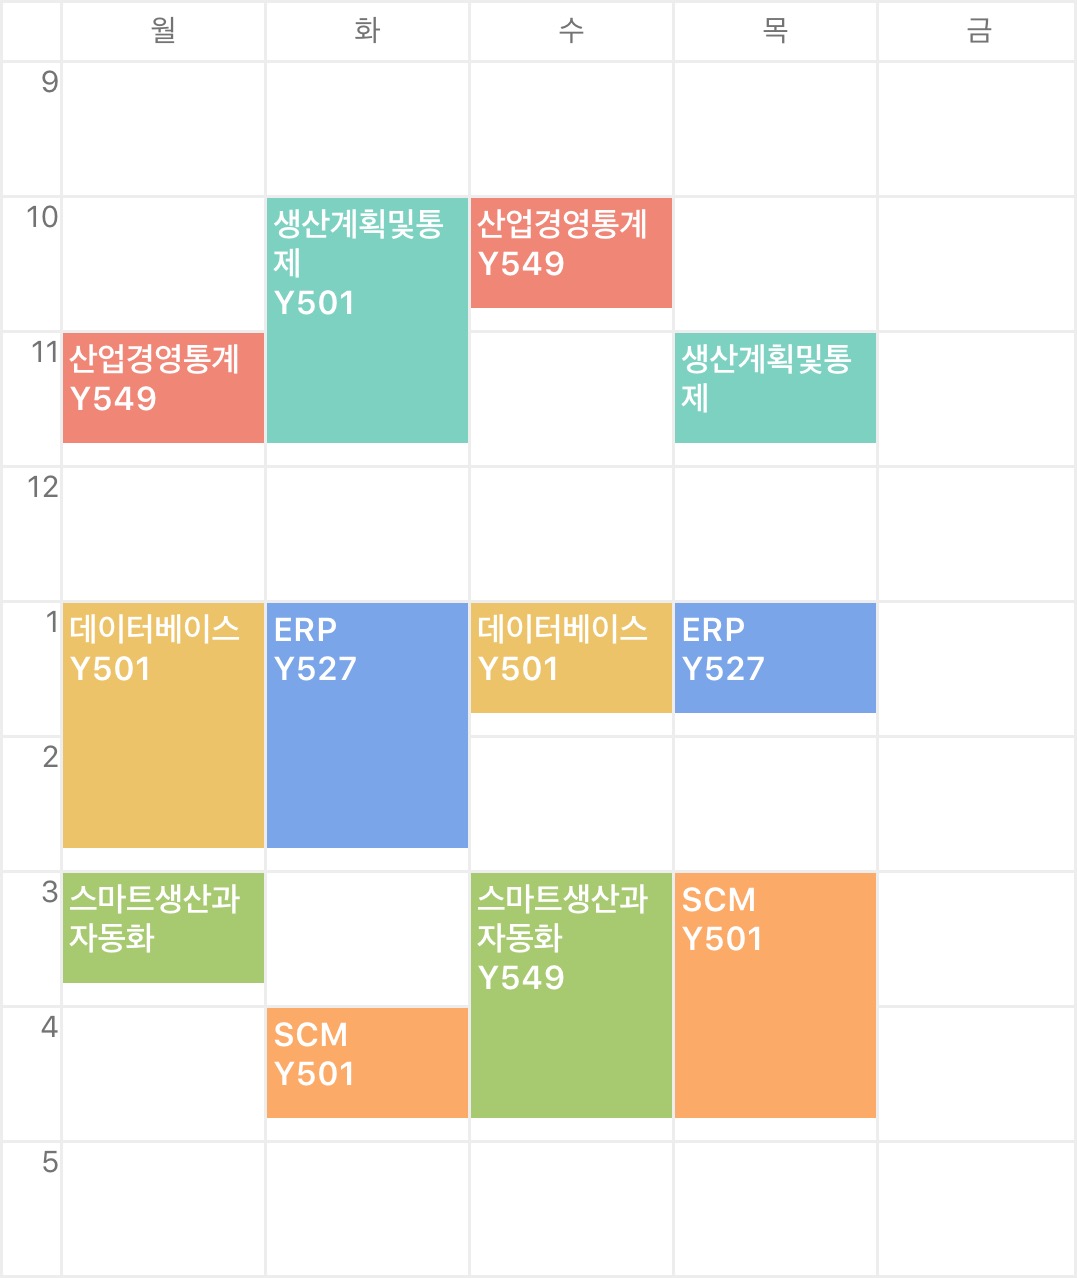 월 화 수 목 금
9
10
생산계획및통
제
Y501
산업경영통계
Y549
11
산업경영통계
Y549
생산계획및통
제
12
1
데이터베이스
Y501
ERP
Y527
데이터베이스
Y501
ERP
Y527
2
3
스마트생산과
자동화
스마트생산과
자동화
Y549
SCM
Y501
4
SCM
Y501
5